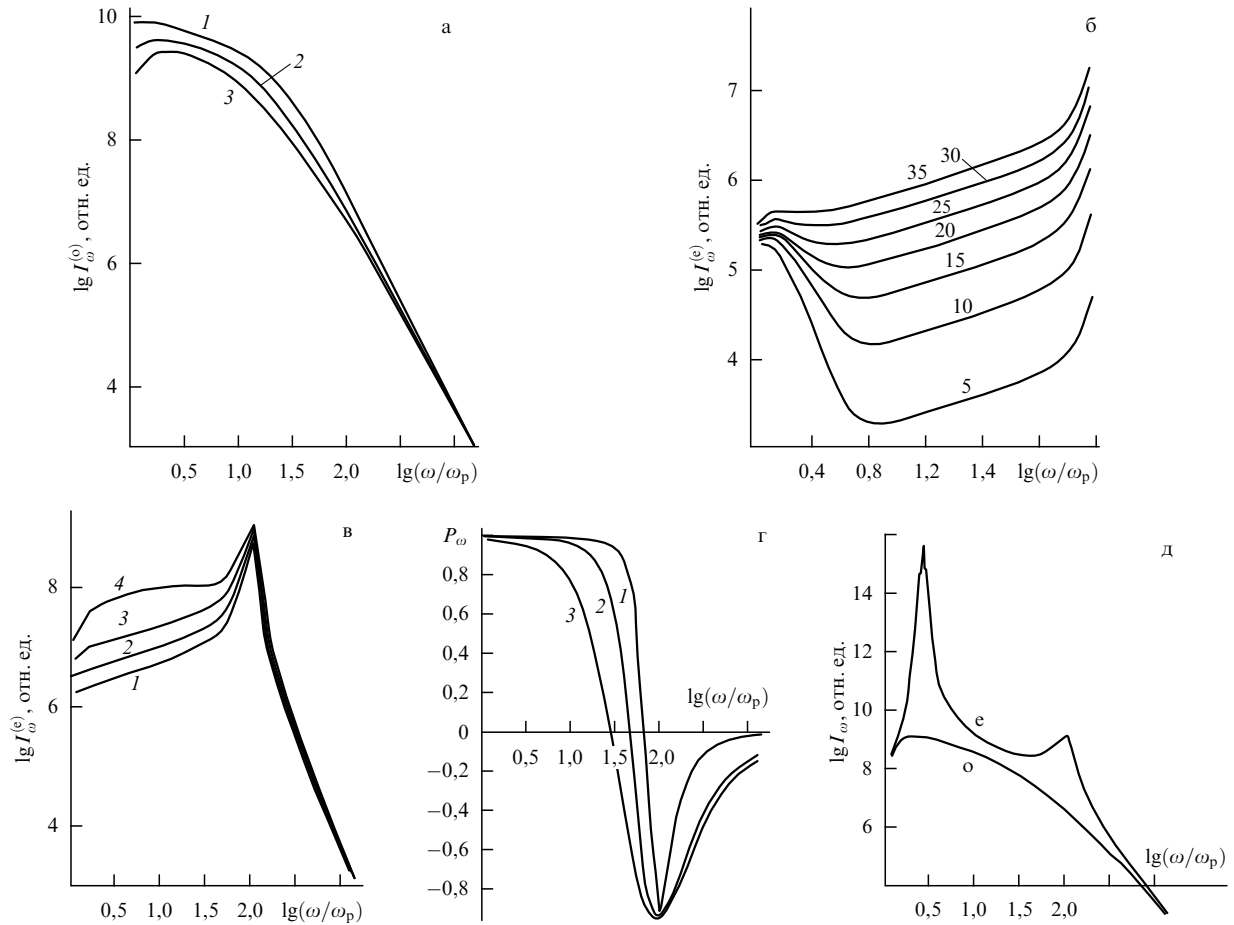 а
lg I_ω^(o), отн. ед.
10
8
6
4
1
2
3
0,5 1,0 1,5 2,0 lg(ω/ω_p)
б
lg I_ω^(e), отн. ед.
7
6
5
4
35
30
25
20
15
10
5
0,4 0,8 1,2 1,4 lg(ω/ω_p)
в
lg I_ω^(e), отн. ед.
8
6
4
4
3
2
1
0,5 1,0 1,5 2,0 lg(ω/ω_p)
г
P_ω
0,8
0,6
0,4
0,2
0
−0,2
−0,4
−0,6
−0,8
1
2
3
lg(ω/ω_p)
0,5 1,0 1,5 2,0
д
lg I_ω, отн. ед.
14
12
10
8
6
e
o
lg(ω/ω_p)
0,5 1,0 1,5 2,0